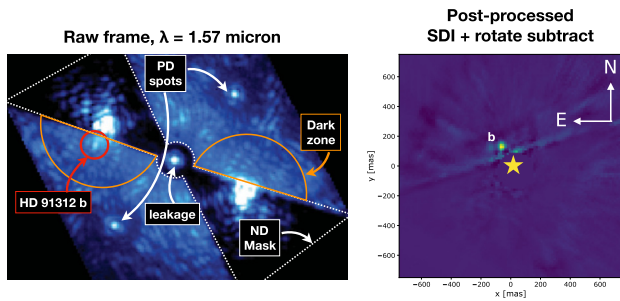 Raw frame, λ = 1.57 micron
PD
spots
Dark
zone
HD 91312 b
leakage
ND
Mask
Post-processed
SDI + rotate subtract
N
E
b
600
400
200
0
−200
−400
−600
y [mas]
−600
−400
−200
0
200
400
600
x [mas]